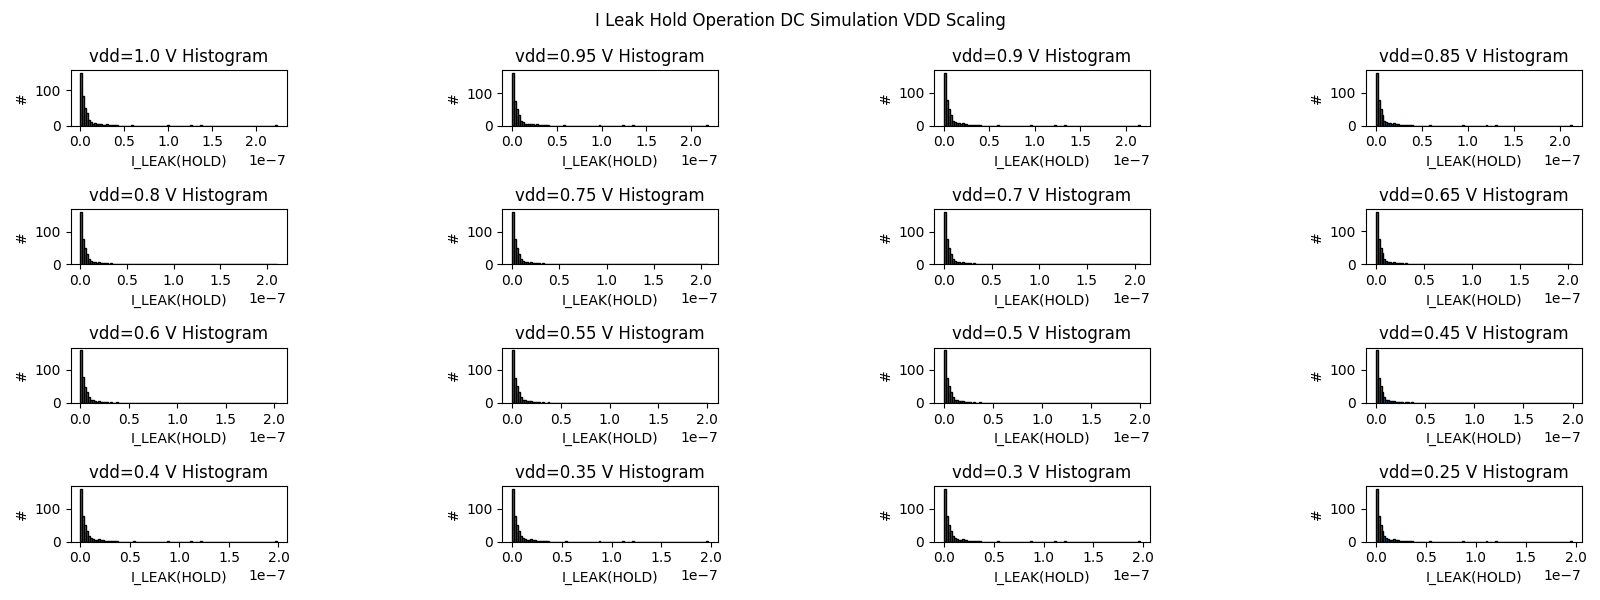 I Leak Hold Operation DC Simulation VDD Scaling
vdd=1.0 V Histogram
#
100
0
0.0 0.5 1.0 1.5 2.0
I_LEAK(HOLD) 1e−7
vdd=0.95 V Histogram
#
100
0
0.0 0.5 1.0 1.5 2.0
I_LEAK(HOLD) 1e−7
vdd=0.9 V Histogram
#
100
0
0.0 0.5 1.0 1.5 2.0
I_LEAK(HOLD) 1e−7
vdd=0.85 V Histogram
#
100
0
0.0 0.5 1.0 1.5 2.0
I_LEAK(HOLD) 1e−7
vdd=0.8 V Histogram
#
100
0
0.0 0.5 1.0 1.5 2.0
I_LEAK(HOLD) 1e−7
vdd=0.75 V Histogram
#
100
0
0.0 0.5 1.0 1.5 2.0
I_LEAK(HOLD) 1e−7
vdd=0.7 V Histogram
#
100
0
0.0 0.5 1.0 1.5 2.0
I_LEAK(HOLD) 1e−7
vdd=0.65 V Histogram
#
100
0
0.0 0.5 1.0 1.5 2.0
I_LEAK(HOLD) 1e−7
vdd=0.6 V Histogram
#
100
0
0.0 0.5 1.0 1.5 2.0
I_LEAK(HOLD) 1e−7
vdd=0.55 V Histogram
#
100
0
0.0 0.5 1.0 1.5 2.0
I_LEAK(HOLD) 1e−7
vdd=0.5 V Histogram
#
100
0
0.0 0.5 1.0 1.5 2.0
I_LEAK(HOLD) 1e−7
vdd=0.45 V Histogram
#
100
0
0.0 0.5 1.0 1.5 2.0
I_LEAK(HOLD) 1e−7
vdd=0.4 V Histogram
#
100
0
0.0 0.5 1.0 1.5 2.0
I_LEAK(HOLD) 1e−7
vdd=0.35 V Histogram
#
100
0
0.0 0.5 1.0 1.5 2.0
I_LEAK(HOLD) 1e−7
vdd=0.3 V Histogram
#
100
0
0.0 0.5 1.0 1.5 2.0
I_LEAK(HOLD) 1e−7
vdd=0.25 V Histogram
#
100
0
0.0 0.5 1.0 1.5 2.0
I_LEAK(HOLD) 1e−7